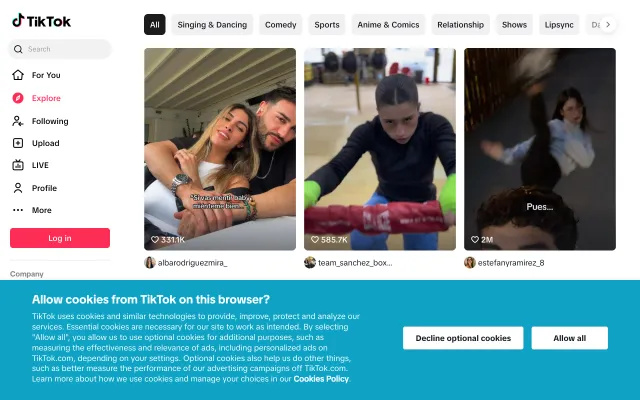 TikTok
Search
For You
Explore
Following
Upload
LIVE
Profile
More
Log in
Company
All
Singing & Dancing
Comedy
Sports
Anime & Comics
Relationship
Shows
Lipsync
"Si vas mentir baby
miénteme bien...
331.1K
albarodriguezmira_
585.7K
team_sanchez_box...
Pues...
2M
estefanyramirez_8
Allow cookies from TikTok on this browser?
TikTok uses cookies and similar technologies to provide, improve, protect and analyze our
services. Essential cookies are necessary for our site to work as intended. By selecting
"Allow all", you allow us to use optional cookies for additional purposes, such as
measuring the effectiveness and relevance of ads, including personalized ads on
TikTok.com, depending on your settings. Optional cookies also help us do other things,
such as better measure the performance of our advertising campaigns off TikTok.com.
Learn more about how we use cookies and manage your choices in our Cookies Policy.
Decline optional cookies
Allow all